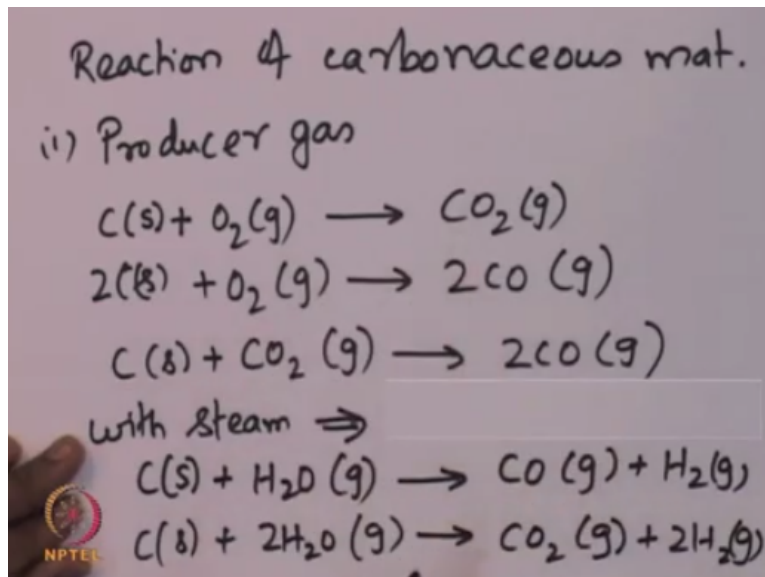 Reaction of carbonaceous mat.
ii) Producer gas
C(s) + O₂(g) ⟶ CO₂(g)
2C(s) + O₂(g) ⟶ 2CO(g)
C(s) + CO₂(g) ⟶ 2CO(g)
with steam ⇒
C(s) + H₂O(g) ⟶ CO(g) + H₂(g)
C(s) + 2H₂O(g) ⟶ CO₂(g) + 2H₂(g)
NPTEL